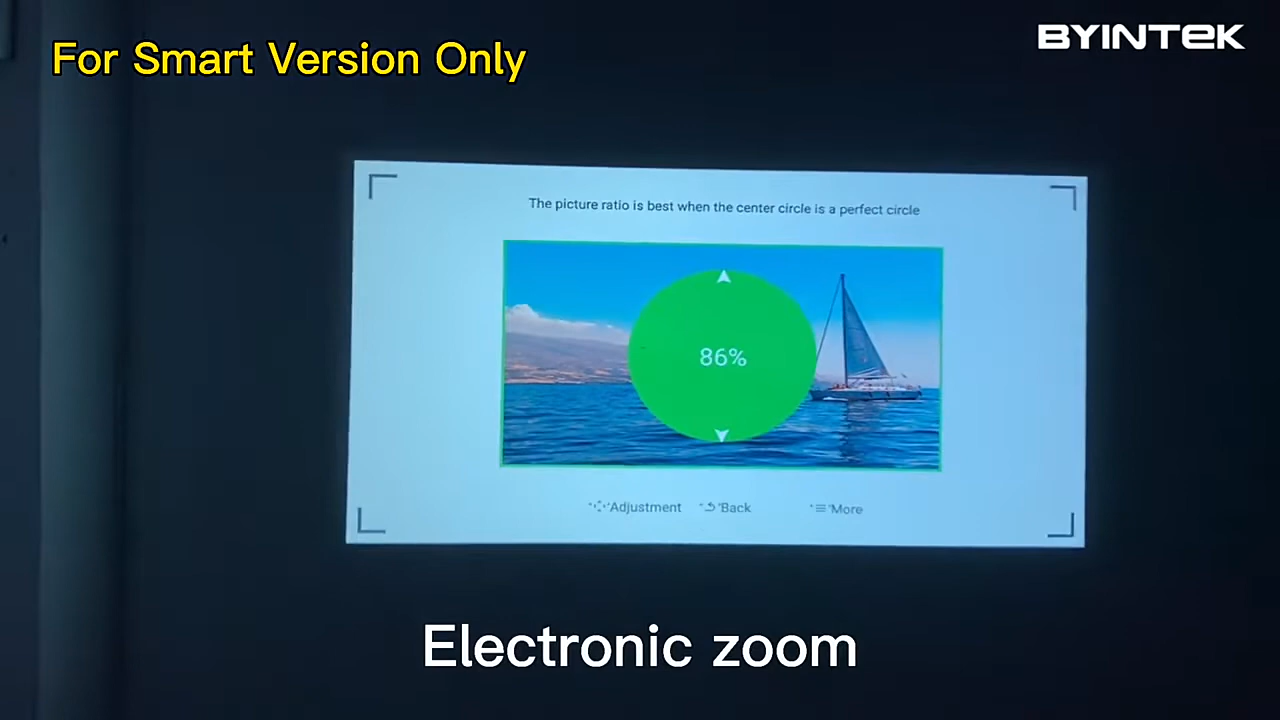 For Smart Version Only
BYINTEK
The picture ratio is best when the center circle is a perfect circle
86%
"Adjustment "Back "More
Electronic zoom